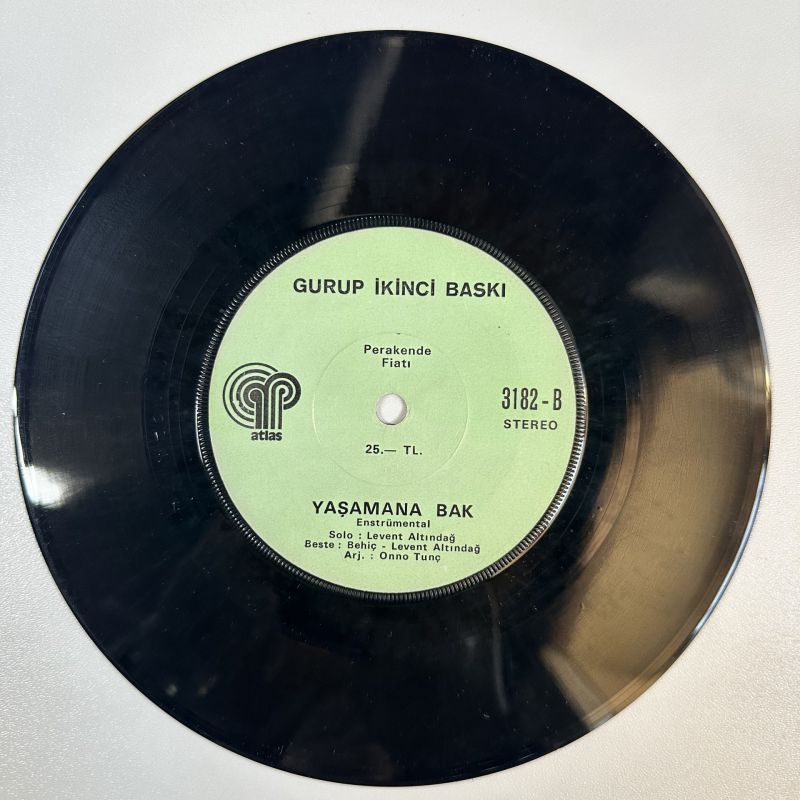 GURUP İKİNCİ BASKI
Perakende
Fiatı
atlas
3182-B
STEREO
25.— TL.
YAŞAMANA BAK
Enstrümental
Solo : Levent Altındağ
Beste : Behiç - Levent Altındağ
Arj. : Onno Tunç